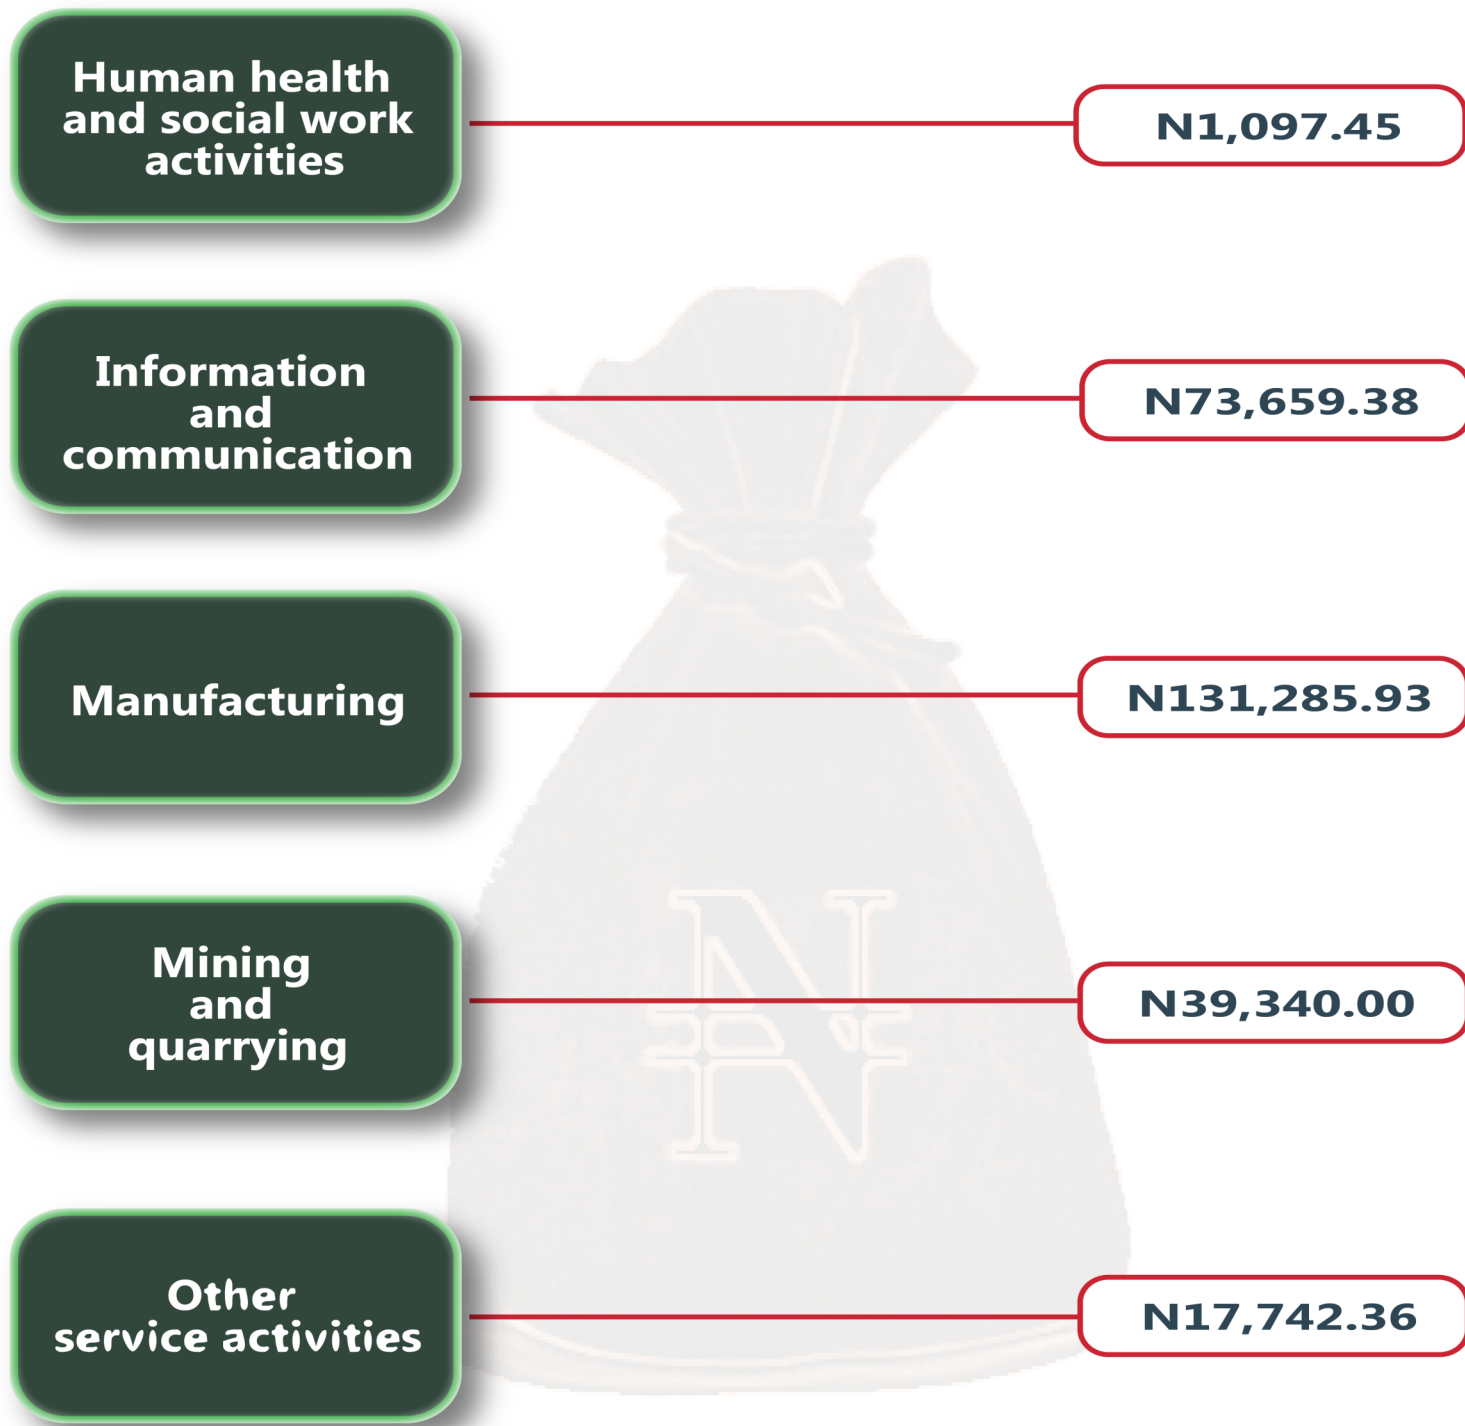 Human health
and social work
activities
N1,097.45
Information
and
communication
N73,659.38
Manufacturing
N131,285.93
Mining
and
quarrying
N39,340.00
Other
service activities
N17,742.36
₦